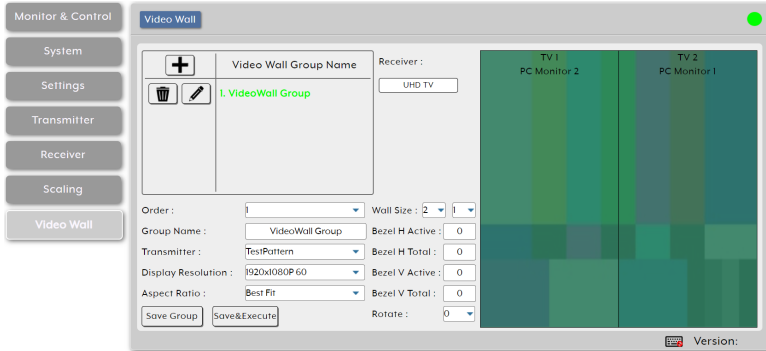 Monitor & Control
System
Settings
Transmitter
Receiver
Scaling
Video Wall
Video Wall
Video Wall Group Name
1. VideoWall Group
Receiver :
UHD TV
TV 1
PC Monitor 2
TV 2
PC Monitor 1
Order : 1
Wall Size : 2 1
Group Name : VideoWall Group
Bezel H Active : 0
Transmitter : TestPattern
Bezel H Total : 0
Display Resolution : 1920x1080P 60
Bezel V Active : 0
Aspect Ratio : Best Fit
Bezel V Total : 0
Save Group
Save&Execute
Rotate : 0
Version: